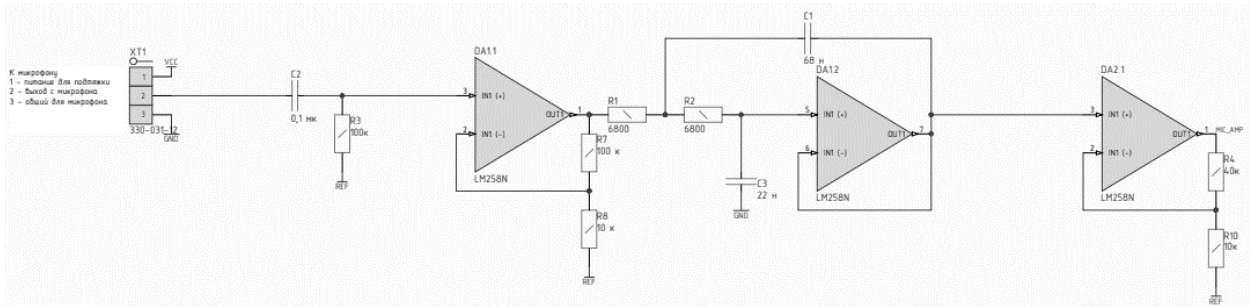 К микрофону
1 - питание для подтяжки
2 - Выход с микрофона
3 - общий для микрофона
XT1
1
2
3
VCC
330-031-12
GND
C2
0,1 мк
R3
100к
REF
DA1.1
3
IN1 (+)
2
IN1 (-)
OUT1
1
LM258N
R7
100 к
R8
10 к
REF
R1
6800
R2
6800
C1
68 н
C3
22 н
GND
DA1.2
5
IN1 (+)
6
IN1 (-)
OUT1
7
LM258N
DA2.1
3
IN1 (+)
2
IN1 (-)
OUT1
1
MIC_AMP
LM258N
R4
40к
R10
10к
REF